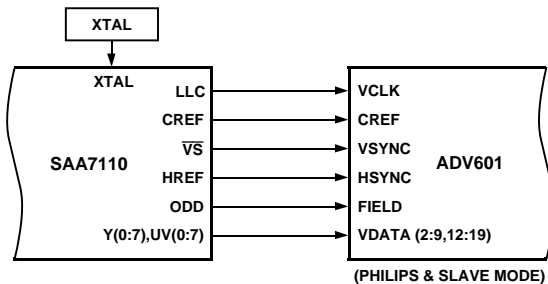 XTAL
XTAL
LLC VCLK
CREF CREF
V̅S̅ VSYNC
SAA7110 ADV601
HREF HSYNC
ODD FIELD
Y(0:7),UV(0:7) VDATA (2:9,12:19)
(PHILIPS & SLAVE MODE)